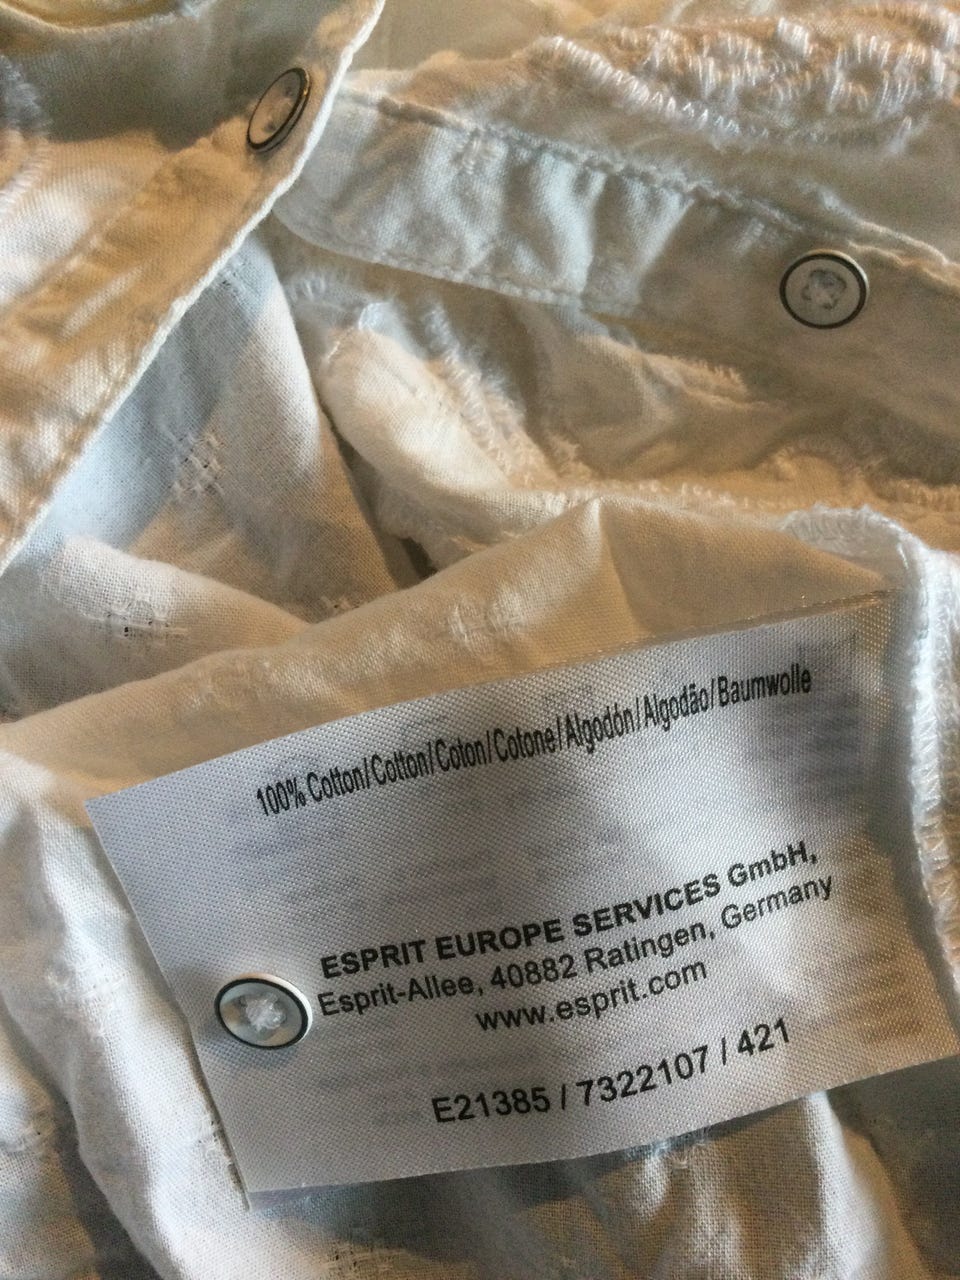 100% Cotton/Cotton/Coton/Cotone/Algodón/Algodão/Baumwolle
ESPRIT EUROPE SERVICES GmbH,
Esprit-Allee, 40882 Ratingen, Germany
www.esprit.com
E21385 / 7322107 / 421